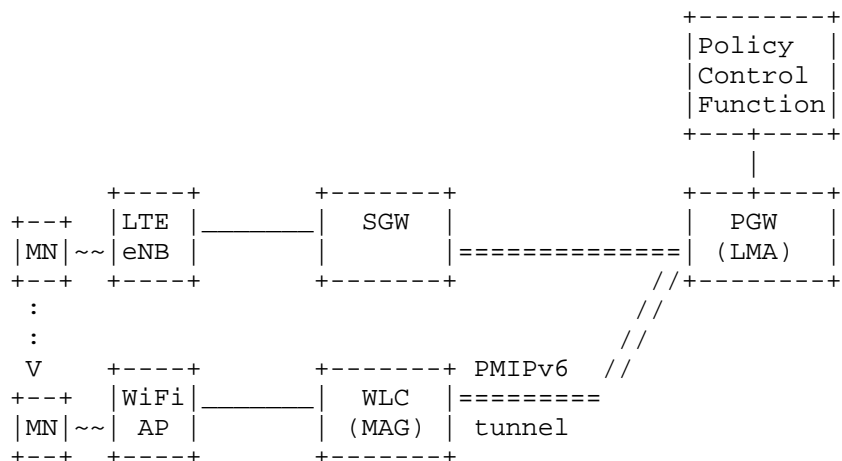 Policy
Control
Function
LTE SGW PGW
MN eNB (LMA)
PMIPv6
WiFi WLC
MN AP (MAG) tunnel
V